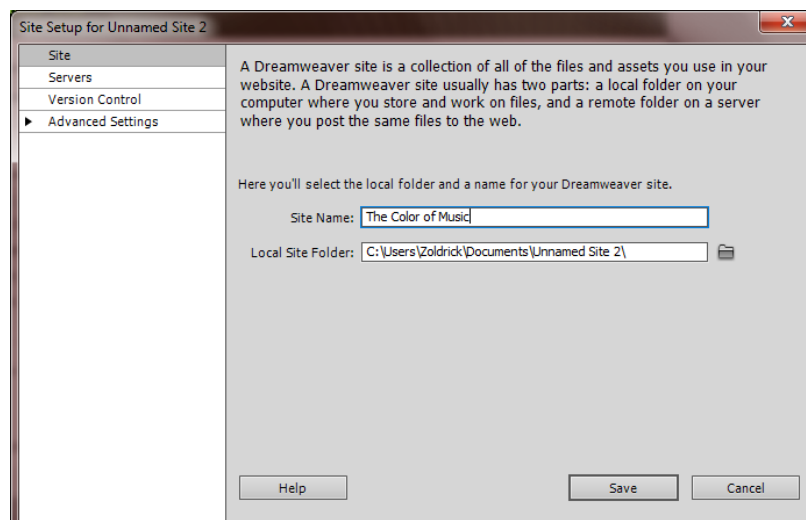 Site Setup for Unnamed Site 2
Site
Servers
Version Control
Advanced Settings
A Dreamweaver site is a collection of all of the files and assets you use in your
website. A Dreamweaver site usually has two parts: a local folder on your
computer where you store and work on files, and a remote folder on a server
where you post the same files to the web.
Here you'll select the local folder and a name for your Dreamweaver site.
Site Name: The Color of Music
Local Site Folder: C:\Users\Zoldrick\Documents\Unnamed Site 2\
Help Save Cancel